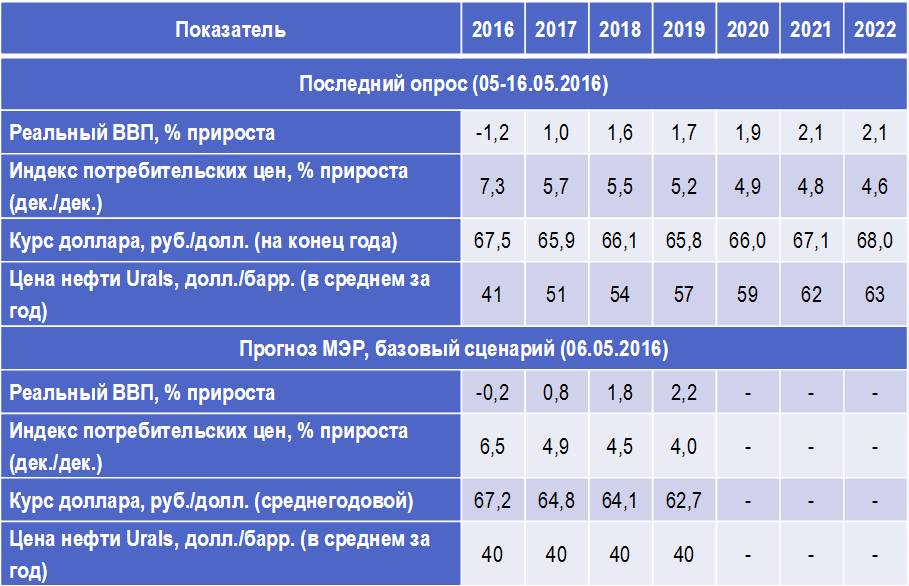 Показатель 2016 2017 2018 2019 2020 2021 2022
Последний опрос (05-16.05.2016)
Реальный ВВП, % прироста -1,2 1,0 1,6 1,7 1,9 2,1 2,1
Индекс потребительских цен, % прироста
(дек./дек.) 7,3 5,7 5,5 5,2 4,9 4,8 4,6
Курс доллара, руб./долл. (на конец года) 67,5 65,9 66,1 65,8 66,0 67,1 68,0
Цена нефти Urals, долл./барр. (в среднем за
год) 41 51 54 57 59 62 63
Прогноз МЭР, базовый сценарий (06.05.2016)
Реальный ВВП, % прироста -0,2 0,8 1,8 2,2 - - -
Индекс потребительских цен, % прироста
(дек./дек.) 6,5 4,9 4,5 4,0 - - -
Курс доллара, руб./долл. (среднегодовой) 67,2 64,8 64,1 62,7 - - -
Цена нефти Urals, долл./барр. (в среднем за
год) 40 40 40 40 - - -